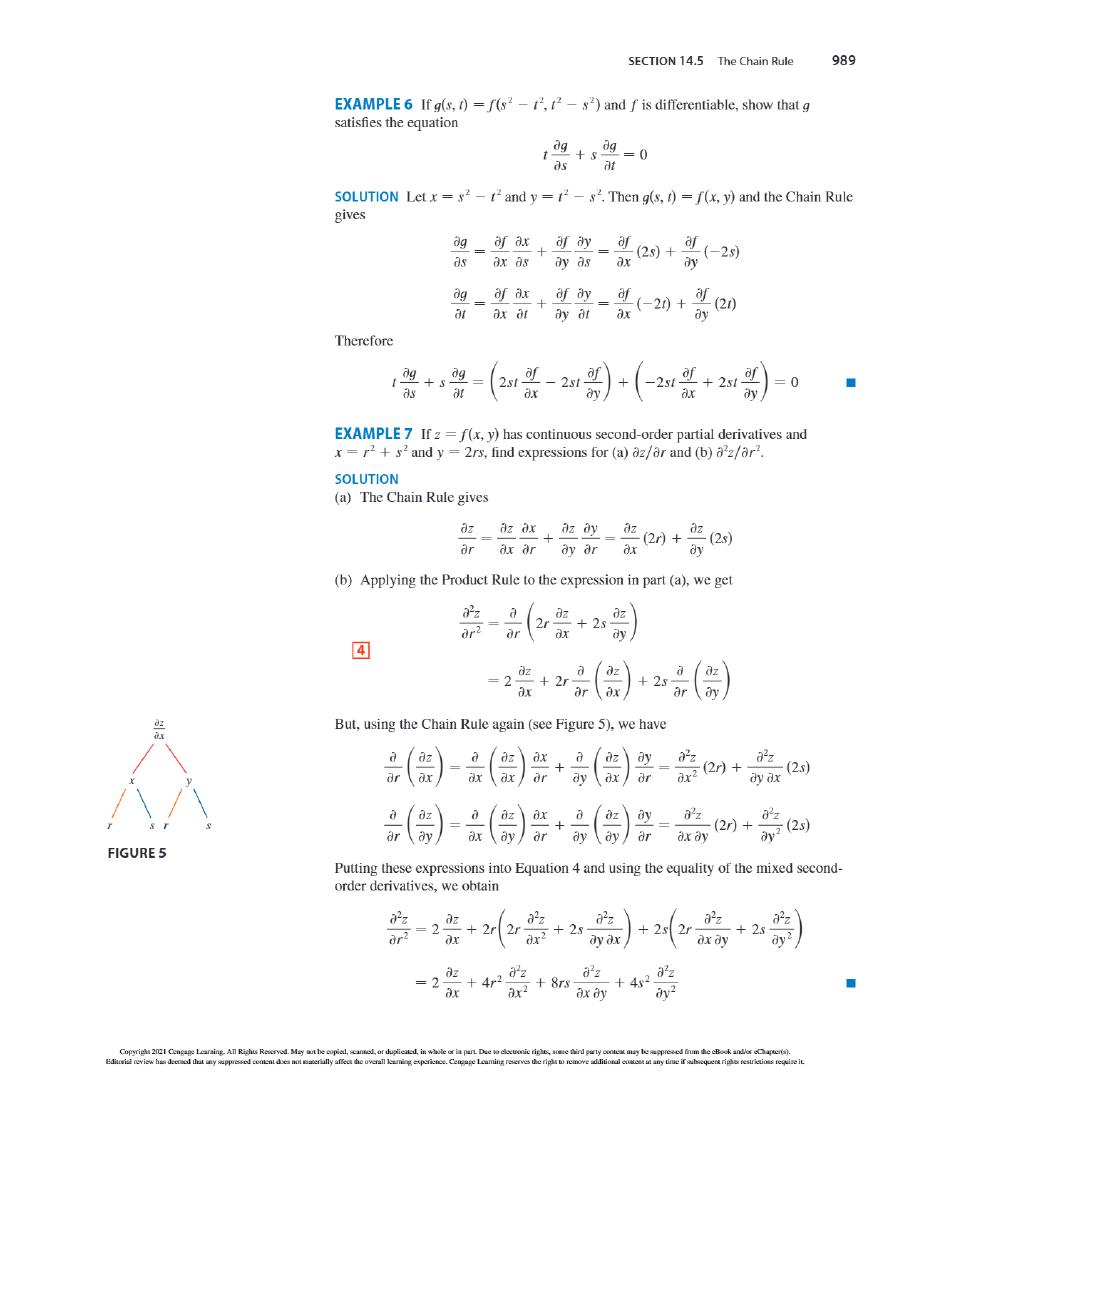 SECTION 14.5 The Chain Rule 989
EXAMPLE 6 If g(s, t) = f(s² − t², t² − s²) and f is differentiable, show that g
satisfies the equation
t ∂g/∂s + s ∂g/∂t = 0
SOLUTION Let x = s² − t² and y = t² − s². Then g(s, t) = f(x, y) and the Chain Rule
gives
∂g/∂s = ∂f/∂x ∂x/∂s + ∂f/∂y ∂y/∂s = ∂f/∂x (2s) + ∂f/∂y (−2s)
∂g/∂t = ∂f/∂x ∂x/∂t + ∂f/∂y ∂y/∂t = ∂f/∂x (−2t) + ∂f/∂y (2t)
Therefore
t ∂g/∂s + s ∂g/∂t = (2st ∂f/∂x − 2st ∂f/∂y) + (−2st ∂f/∂x + 2st ∂f/∂y) = 0
EXAMPLE 7 If z = f(x, y) has continuous second-order partial derivatives and
x = r² + s² and y = 2rs, find expressions for (a) ∂z/∂r and (b) ∂²z/∂r².
SOLUTION
(a) The Chain Rule gives
∂z/∂r = ∂z/∂x ∂x/∂r + ∂z/∂y ∂y/∂r = ∂z/∂x (2r) + ∂z/∂y (2s)
(b) Applying the Product Rule to the expression in part (a), we get
∂²z/∂r² = ∂/∂r (2r ∂z/∂x + 2s ∂z/∂y)
4
= 2 ∂z/∂x + 2r ∂/∂r (∂z/∂x) + 2s ∂/∂r (∂z/∂y)
But, using the Chain Rule again (see Figure 5), we have
∂/∂r (∂z/∂x) = ∂/∂x (∂z/∂x) ∂x/∂r + ∂/∂y (∂z/∂x) ∂y/∂r = ∂²z/∂x² (2r) + ∂²z/∂y ∂x (2s)
∂/∂r (∂z/∂y) = ∂/∂x (∂z/∂y) ∂x/∂r + ∂/∂y (∂z/∂y) ∂y/∂r = ∂²z/∂x ∂y (2r) + ∂²z/∂y² (2s)
∂z/∂x
x y
r s r s
FIGURE 5
Putting these expressions into Equation 4 and using the equality of the mixed second-
order derivatives, we obtain
∂²z/∂r² = 2 ∂z/∂x + 2r(2r ∂²z/∂x² + 2s ∂²z/∂y ∂x) + 2s(2r ∂²z/∂x ∂y + 2s ∂²z/∂y²)
= 2 ∂z/∂x + 4r² ∂²z/∂x² + 8rs ∂²z/∂x ∂y + 4s² ∂²z/∂y²
Copyright 2021 Cengage Learning. All Rights Reserved. May not be copied, scanned, or duplicated, in whole or in part. Due to electronic rights, some third party content may be suppressed from the eBook and/or eChapter(s).
Editorial review has deemed that any suppressed content does not materially affect the overall learning experience. Cengage Learning reserves the right to remove additional content at any time if subsequent rights restrictions require it.